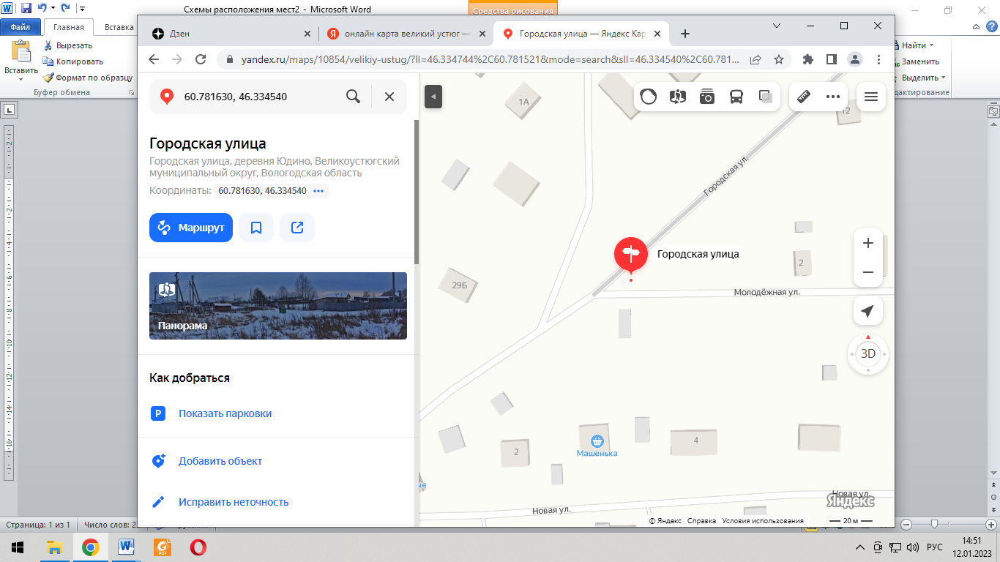 Схемы расположения мест2 - Microsoft Word
Средства рисования
Файл
Главная
Вставка
Вставить
Вырезать
Копировать
Формат по образцу
Буфер обмена
Найти
Заменить
Выделить
Дзен
онлайн карта великий устюг —
Городская улица — Яндекс Кар
yandex.ru/maps/10854/velikiy-ustug/?ll=46.334744%2C60.781521&mode=search&sll=46.334540%2C60.781...
60.781630, 46.334540
Городская улица
Городская улица, деревня Юдино, Великоустюгский
муниципальный округ, Вологодская область
Координаты: 60.781630, 46.334540
Маршрут
Панорама
Как добраться
P Показать парковки
Добавить объект
Исправить неточность
1А
12
Городская ул.
Городская улица
2
29Б
Молодёжная ул.
3D
4
2
Машенька
Новая ул.
Новая ул.
Яндекс
© Яндекс Справка Условия использования
20 м
Страница: 1 из 1
Число слов: 2
14:51
РУС
12.01.2023